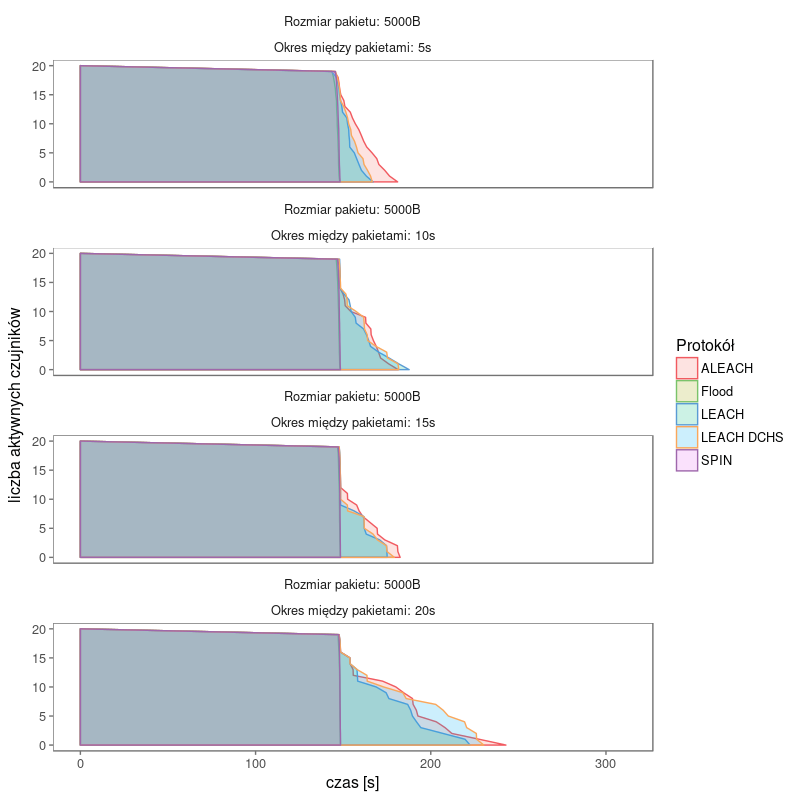 Rozmiar pakietu: 5000B
Okres między pakietami: 5s
20
15
10
5
0
Rozmiar pakietu: 5000B
Okres między pakietami: 10s
20
15
10
5
0
Rozmiar pakietu: 5000B
Okres między pakietami: 15s
20
15
10
5
0
Rozmiar pakietu: 5000B
Okres między pakietami: 20s
20
15
10
5
0
0 100 200 300
czas [s]
liczba aktywnych czujników
Protokół
ALEACH
Flood
LEACH
LEACH DCHS
SPIN